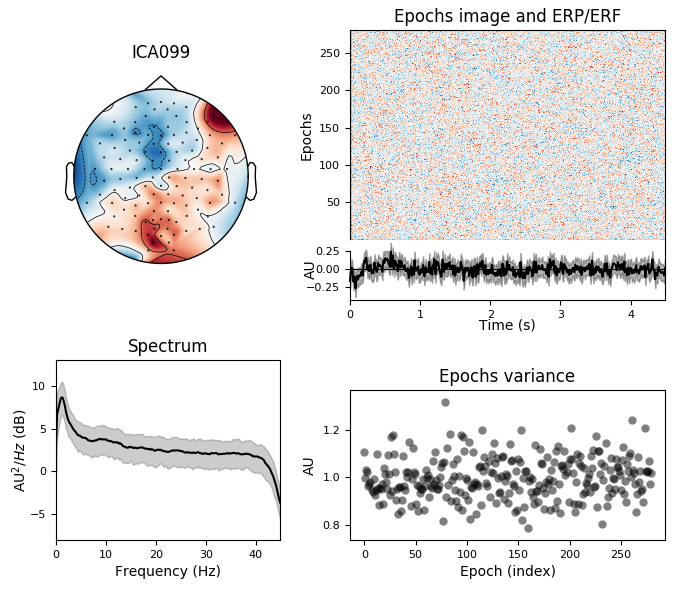 ICA099
Epochs image and ERP/ERF
Epochs
250
200
150
100
50
AU
0.25
0.00
−0.25
0 1 2 3 4
Time (s)
Spectrum
AU²/Hz (dB)
10
5
0
−5
0 10 20 30 40
Frequency (Hz)
Epochs variance
AU
1.2
1.0
0.8
0 50 100 150 200 250
Epoch (index)